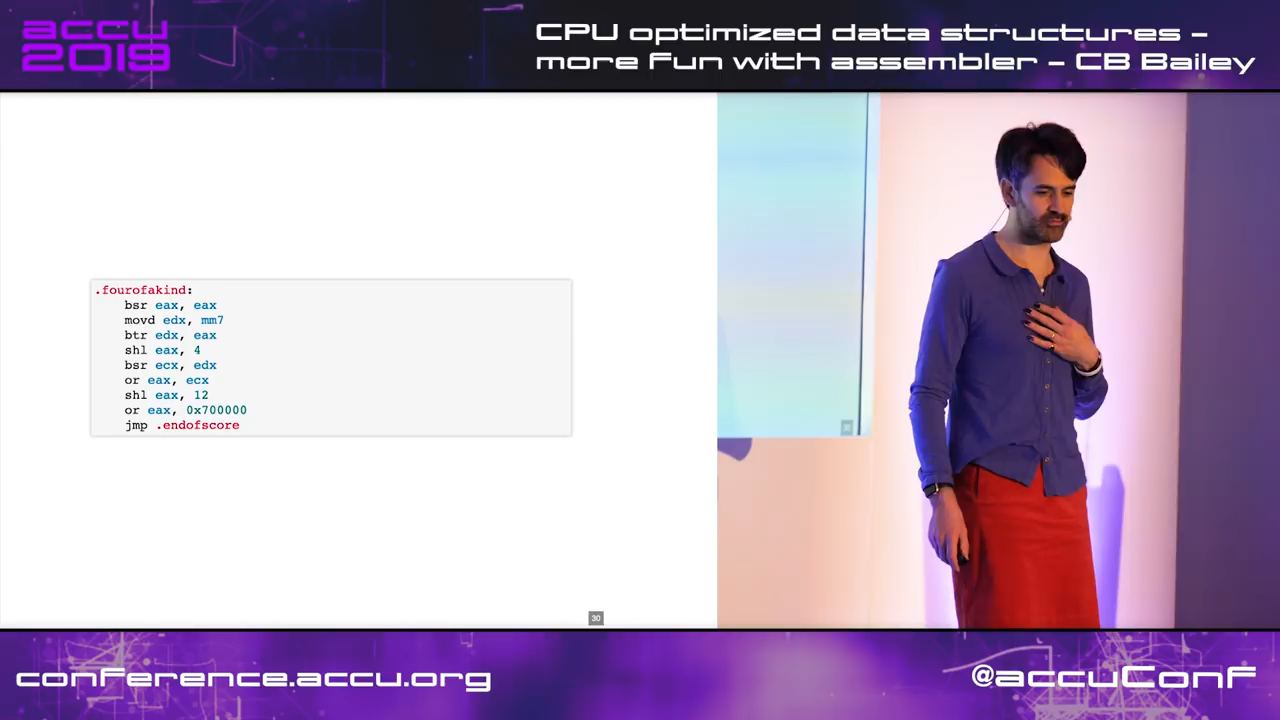 accu
2019
CPU optimized data structures -
more fun with assembler - CB Bailey
.fourofakind:
bsr eax, eax
movd edx, mm7
btr edx, eax
shl eax, 4
bsr ecx, edx
or eax, ecx
shl eax, 12
or eax, 0x700000
jmp .endofscore
30
conference.accu.org
@accuConf